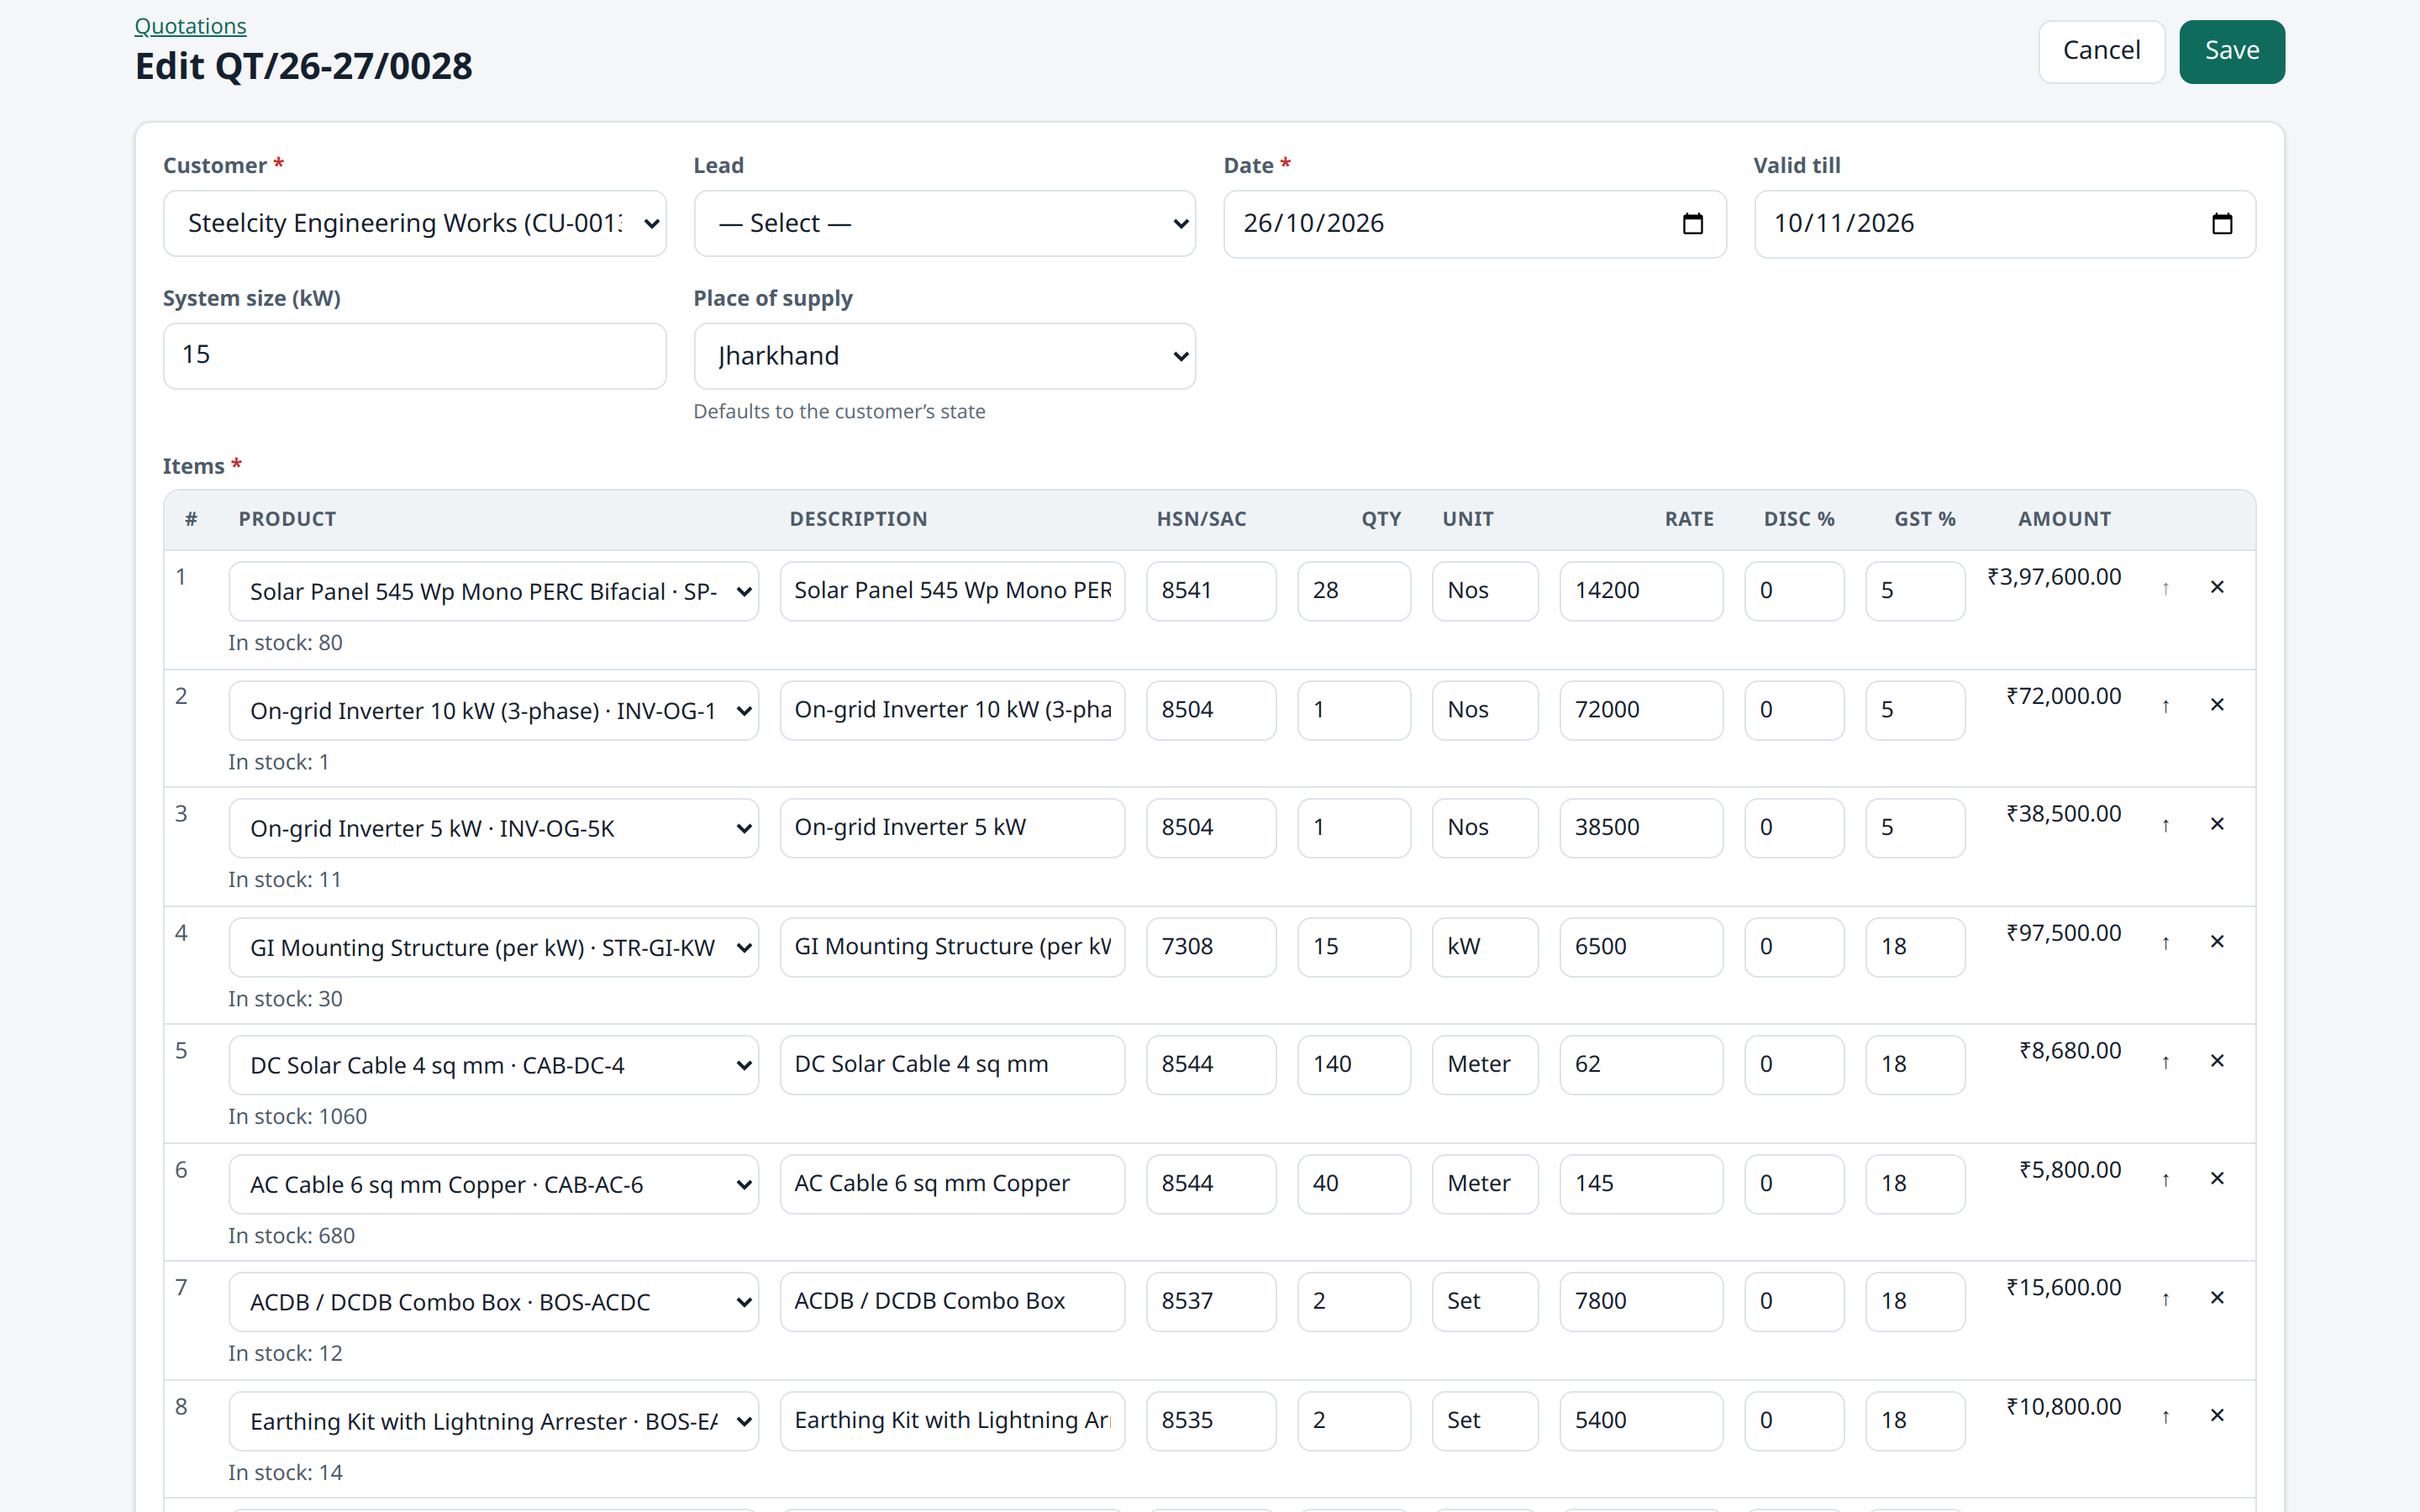 Quotations
Edit QT/26-27/0028
Cancel Save
Customer * Lead Date * Valid till
Steelcity Engineering Works (CU-001 — Select — 26/10/2026 10/11/2026
System size (kW) Place of supply
15 Jharkhand
Defaults to the customer’s state
Items *
# PRODUCT DESCRIPTION HSN/SAC QTY UNIT RATE DISC % GST % AMOUNT
1 Solar Panel 545 Wp Mono PERC Bifacial · SP- Solar Panel 545 Wp Mono PER 8541 28 Nos 14200 0 5 ₹3,97,600.00 ↑ ✕
In stock: 80
2 On-grid Inverter 10 kW (3-phase) · INV-OG-1 On-grid Inverter 10 kW (3-pha 8504 1 Nos 72000 0 5 ₹72,000.00 ↑ ✕
In stock: 1
3 On-grid Inverter 5 kW · INV-OG-5K On-grid Inverter 5 kW 8504 1 Nos 38500 0 5 ₹38,500.00 ↑ ✕
In stock: 11
4 GI Mounting Structure (per kW) · STR-GI-KW GI Mounting Structure (per kW 7308 15 kW 6500 0 18 ₹97,500.00 ↑ ✕
In stock: 30
5 DC Solar Cable 4 sq mm · CAB-DC-4 DC Solar Cable 4 sq mm 8544 140 Meter 62 0 18 ₹8,680.00 ↑ ✕
In stock: 1060
6 AC Cable 6 sq mm Copper · CAB-AC-6 AC Cable 6 sq mm Copper 8544 40 Meter 145 0 18 ₹5,800.00 ↑ ✕
In stock: 680
7 ACDB / DCDB Combo Box · BOS-ACDC ACDB / DCDB Combo Box 8537 2 Set 7800 0 18 ₹15,600.00 ↑ ✕
In stock: 12
8 Earthing Kit with Lightning Arrester · BOS-EA Earthing Kit with Lightning Ar 8535 2 Set 5400 0 18 ₹10,800.00 ↑ ✕
In stock: 14